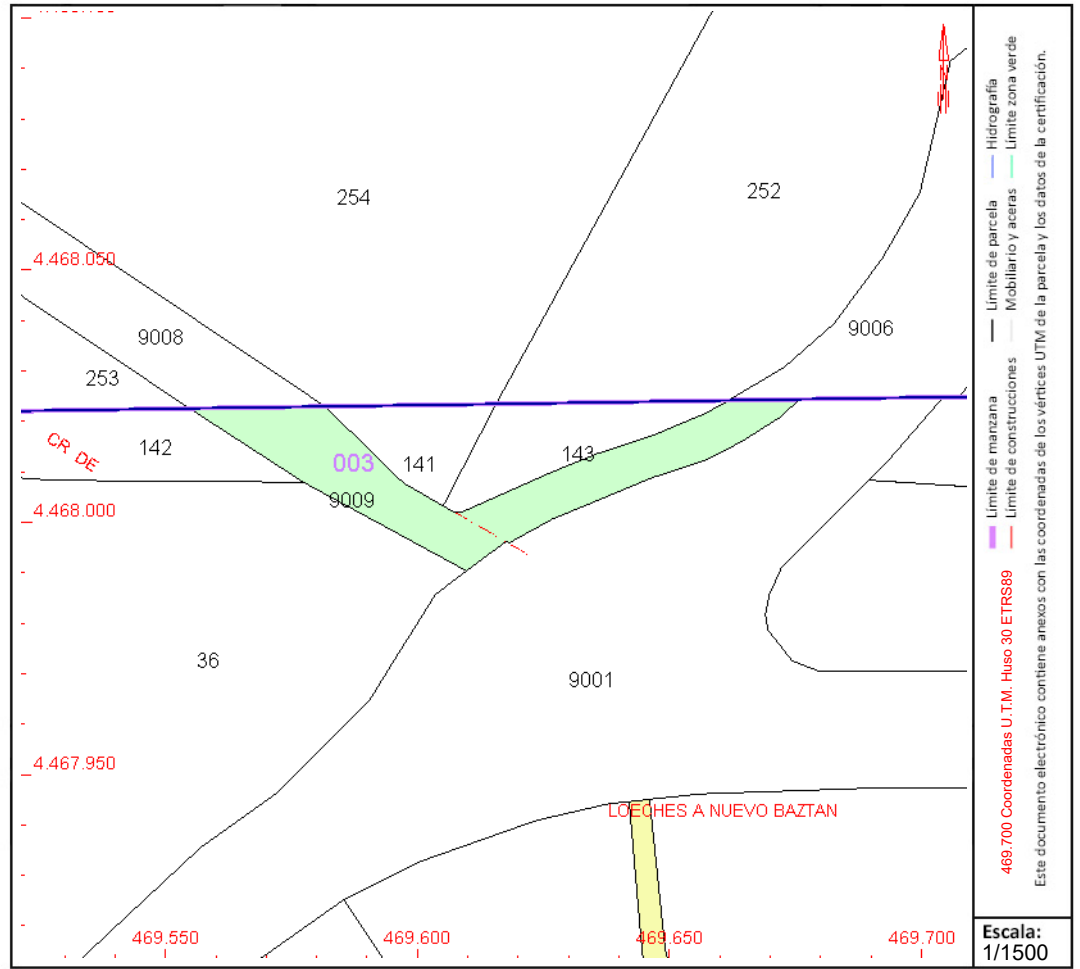 254
252
4.468.050
9008
9006
253
142
CR DE
003
141
143
9009
4.468.000
36
9001
4.467.950
LOECHES A NUEVO BAZTAN
469.550
469.600
469.650
469.700
Hidrografía
Límite zona verde
Límite de parcela
Mobiliario y aceras
Límite de manzana
Límite de construcciones
469.700 Coordenadas U.T.M. Huso 30 ETRS89
Este documento electrónico contiene anexos con las coordenadas de los vértices UTM de la parcela y los datos de la certificación.
Escala:
1/1500